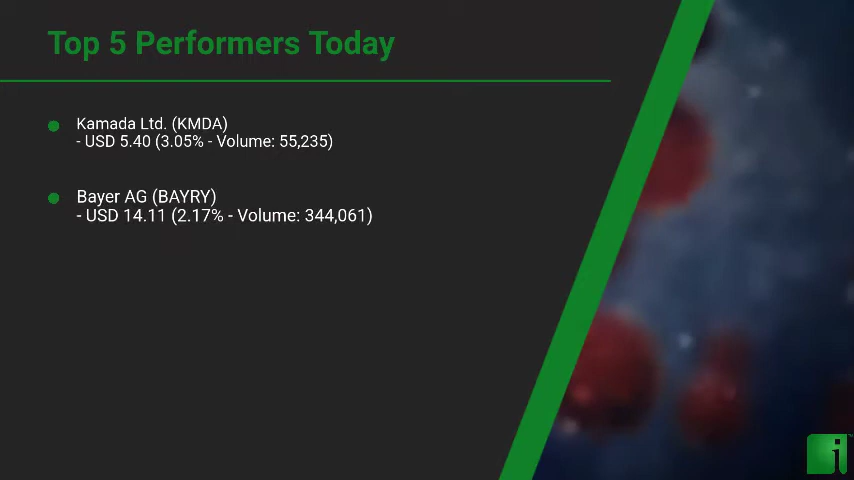 Top 5 Performers Today
Kamada Ltd. (KMDA)
- USD 5.40 (3.05% - Volume: 55,235)
Bayer AG (BAYRY)
- USD 14.11 (2.17% - Volume: 344,061)
i